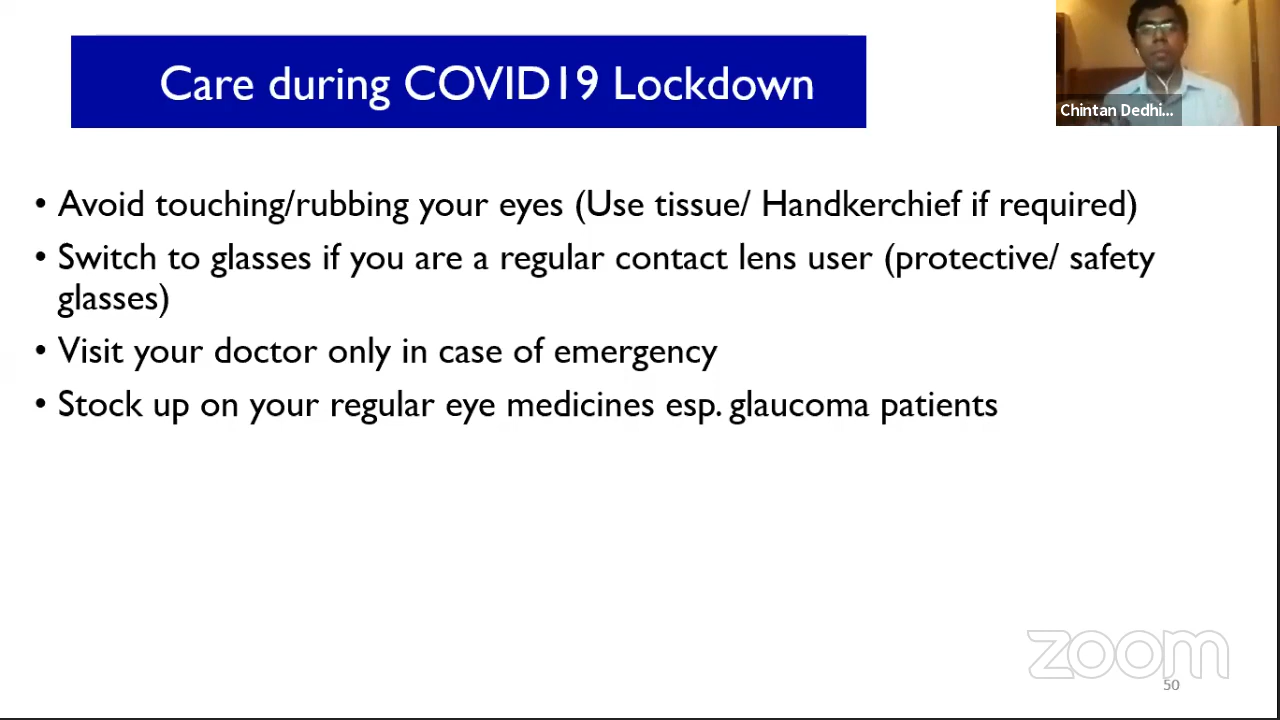 Care during COVID19 Lockdown
Chintan Dedhi...
• Avoid touching/rubbing your eyes (Use tissue/ Handkerchief if required)
• Switch to glasses if you are a regular contact lens user (protective/ safety
glasses)
• Visit your doctor only in case of emergency
• Stock up on your regular eye medicines esp. glaucoma patients
zoom
50